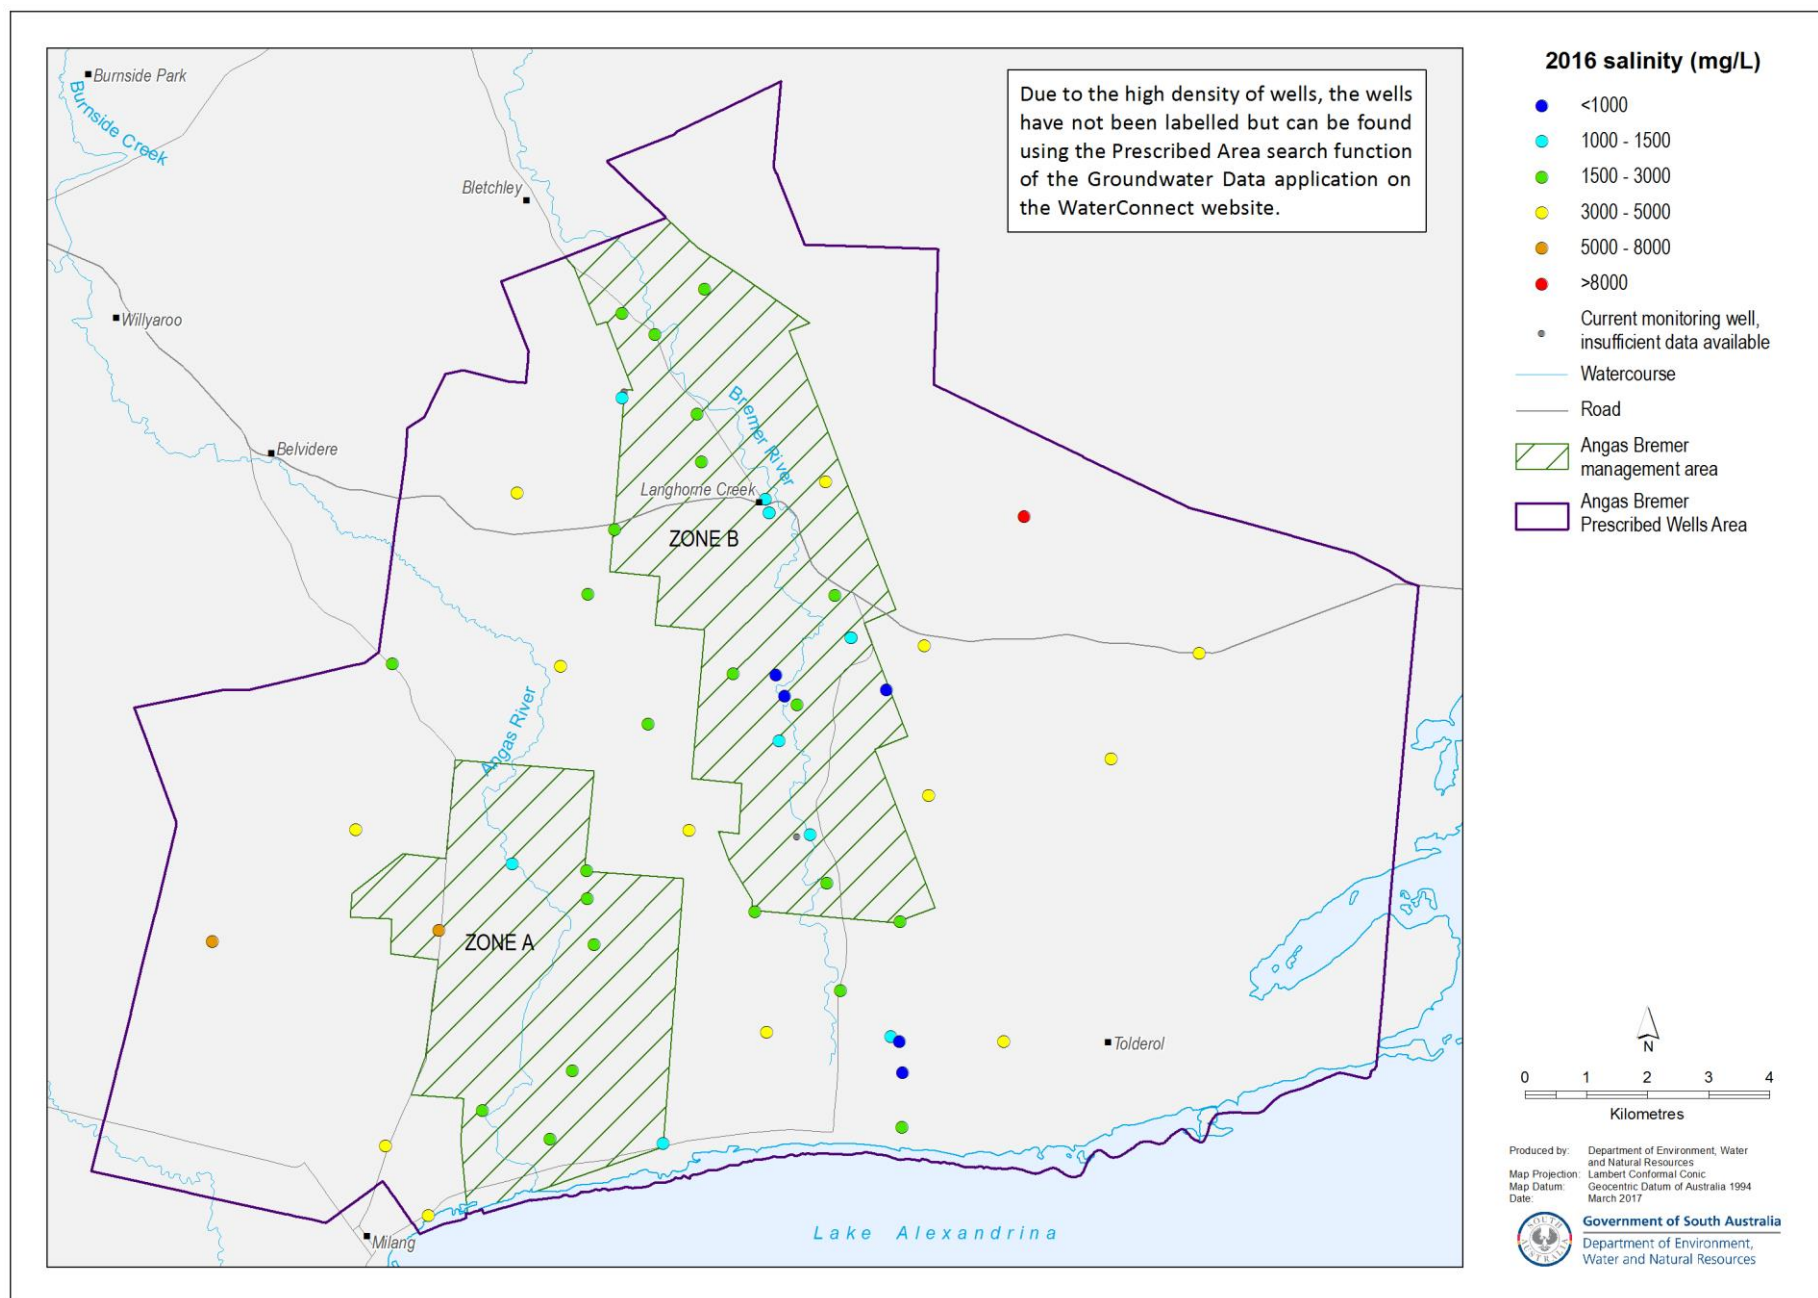 Burnside Park
Burnside Creek
Bletchley
Willyaroo
Belvidere
Bremer River
Langhorne Creek
ZONE B
Angas River
ZONE A
Tolderol
Milang
Lake Alexandrina
Due to the high density of wells, the wells
have not been labelled but can be found
using the Prescribed Area search function
of the Groundwater Data application on
the WaterConnect website.
2016 salinity (mg/L)
<1000
1000 - 1500
1500 - 3000
3000 - 5000
5000 - 8000
>8000
Current monitoring well,
insufficient data available
Watercourse
Road
Angas Bremer
management area
Angas Bremer
Prescribed Wells Area
N
0 1 2 3 4
Kilometres
Produced by: Department of Environment, Water
and Natural Resources
Map Projection: Lambert Conformal Conic
Map Datum: Geocentric Datum of Australia 1994
Date: March 2017
SOUTH AUSTRALIA
Government of South Australia
Department of Environment,
Water and Natural Resources